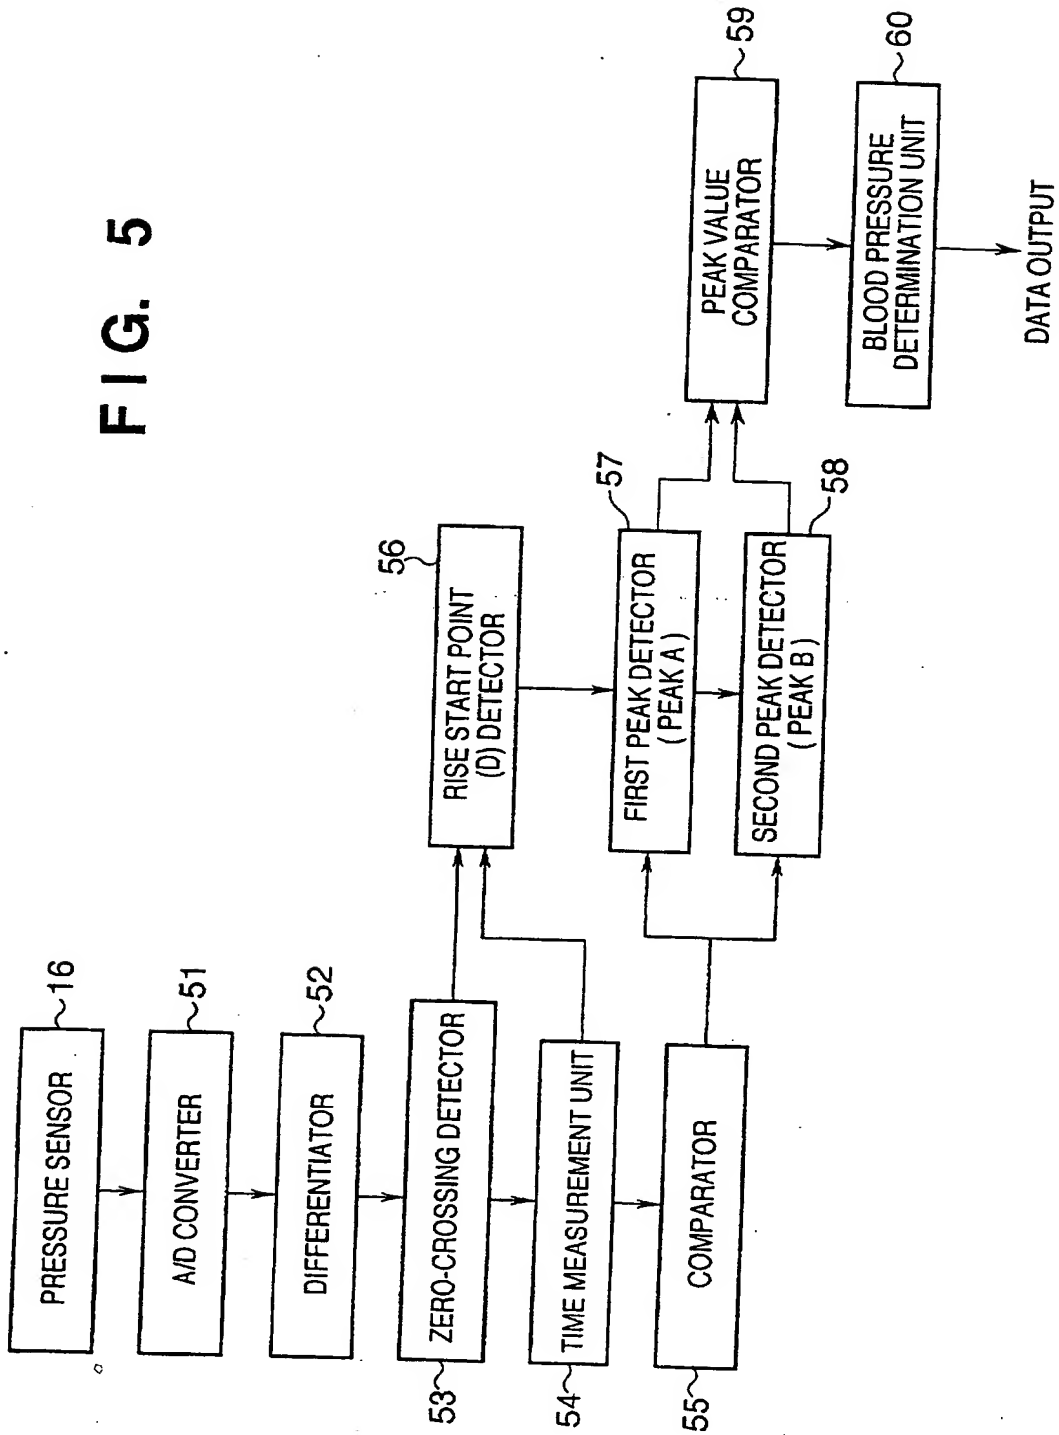 FIG. 5
PRESSURE SENSOR
16
A/D CONVERTER
51
DIFFERENTIATOR
52
ZERO-CROSSING DETECTOR
53
TIME MEASUREMENT UNIT
54
COMPARATOR
55
RISE START POINT
(D) DETECTOR
56
FIRST PEAK DETECTOR
( PEAK A )
57
SECOND PEAK DETECTOR
( PEAK B )
58
PEAK VALUE
COMPARATOR
59
BLOOD PRESSURE
DETERMINATION UNIT
60
DATA OUTPUT